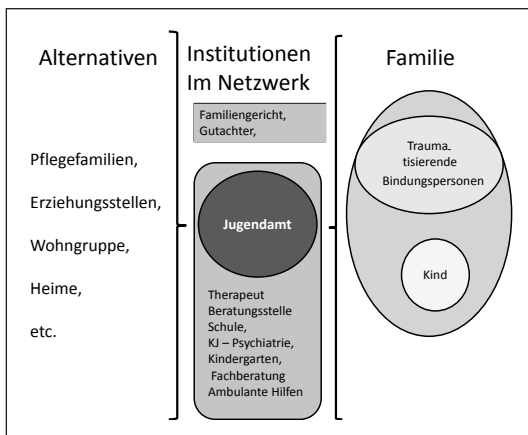 Alternativen
Pflegefamilien,
Erziehungsstellen,
Wohngruppe,
Heime,
etc.
Institutionen
Im Netzwerk
Familiengericht,
Gutachter,
Jugendamt
Therapeut
Beratungsstelle
Schule,
KJ – Psychiatrie,
Kindergarten,
Fachberatung
Ambulante Hilfen
Familie
Trauma-
tisierende
Bindungspersonen
Kind